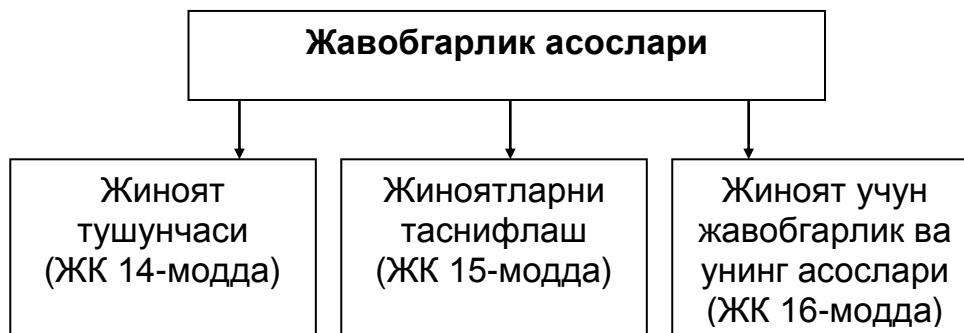 Жавобгарлик асослари
Жиноят
тушунчаси
(ЖК 14-модда)
Жиноятларни
таснифлаш
(ЖК 15-модда)
Жиноят учун
жавобгарлик ва
унинг асослари
(ЖК 16-модда)